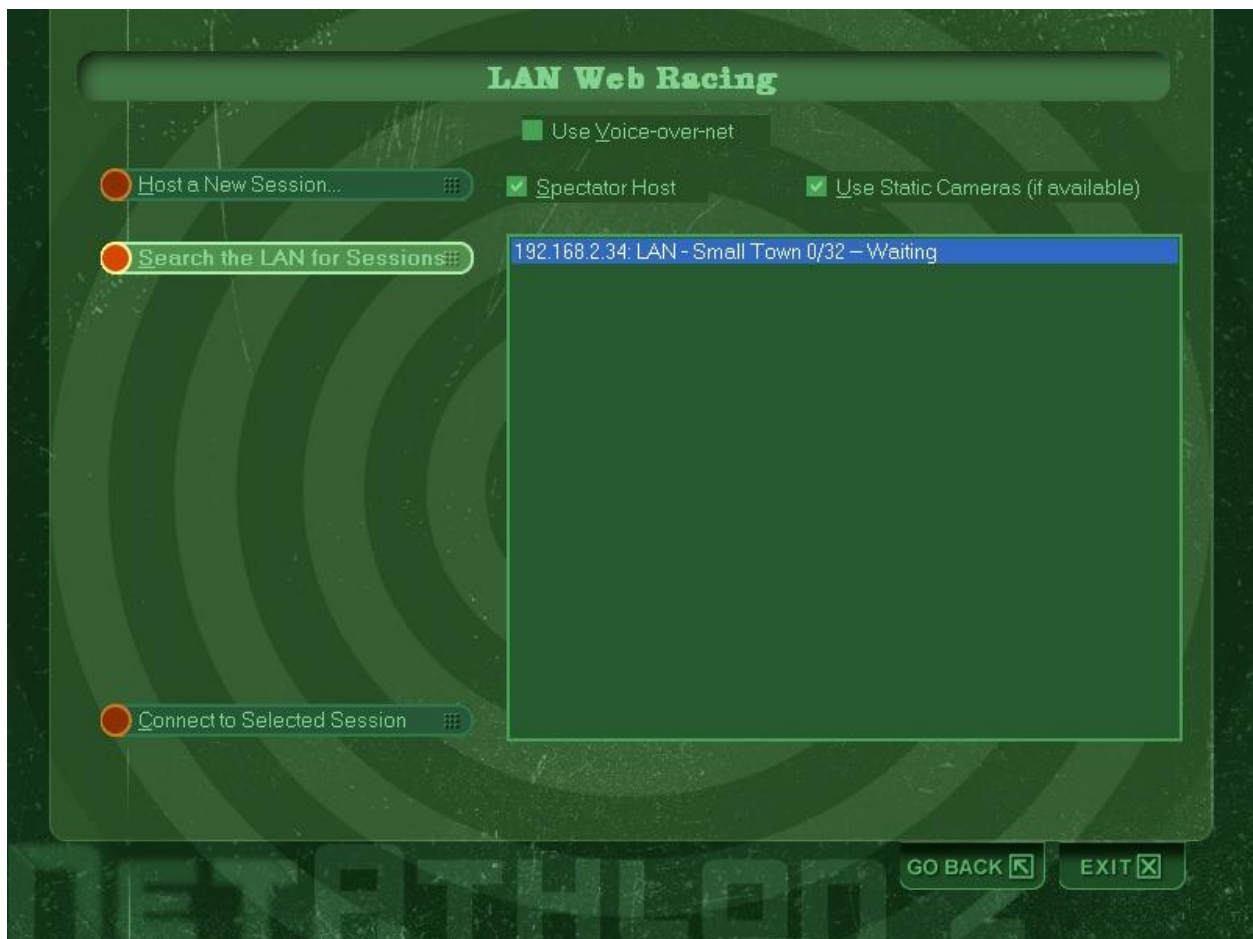 LAN Web Racing
Use Voice-over-net
Host a New Session...
Spectator Host
Use Static Cameras (if available)
Search the LAN for Sessions
192.168.2.34: LAN - Small Town 0/32 – Waiting
Connect to Selected Session
GO BACK
EXIT
NETATHLON 2